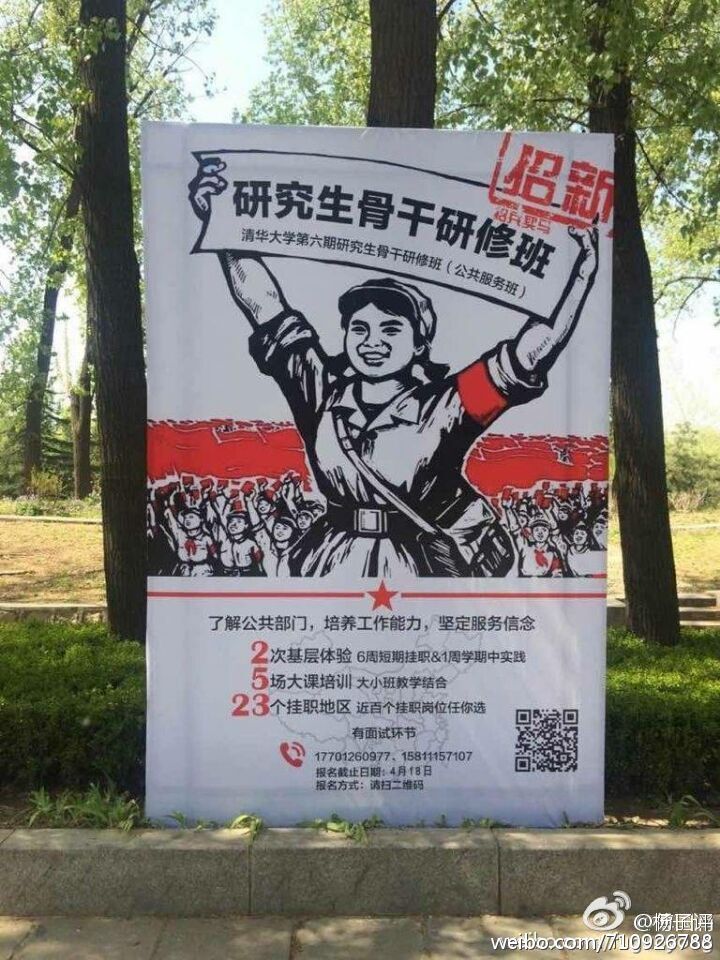 招新
招兵买马
研究生骨干研修班
清华大学第六期研究生骨干研修班（公共服务班）
了解公共部门，培养工作能力，坚定服务信念
2次基层体验 6周短期挂职&1周学期中实践
5场大课培训 大小班教学结合
23个挂职地区 近百个挂职岗位任你选
有面试环节
17701260977，15811157107
报名截止日期：4月18日
报名方式：请扫二维码
weibo.com/710926788